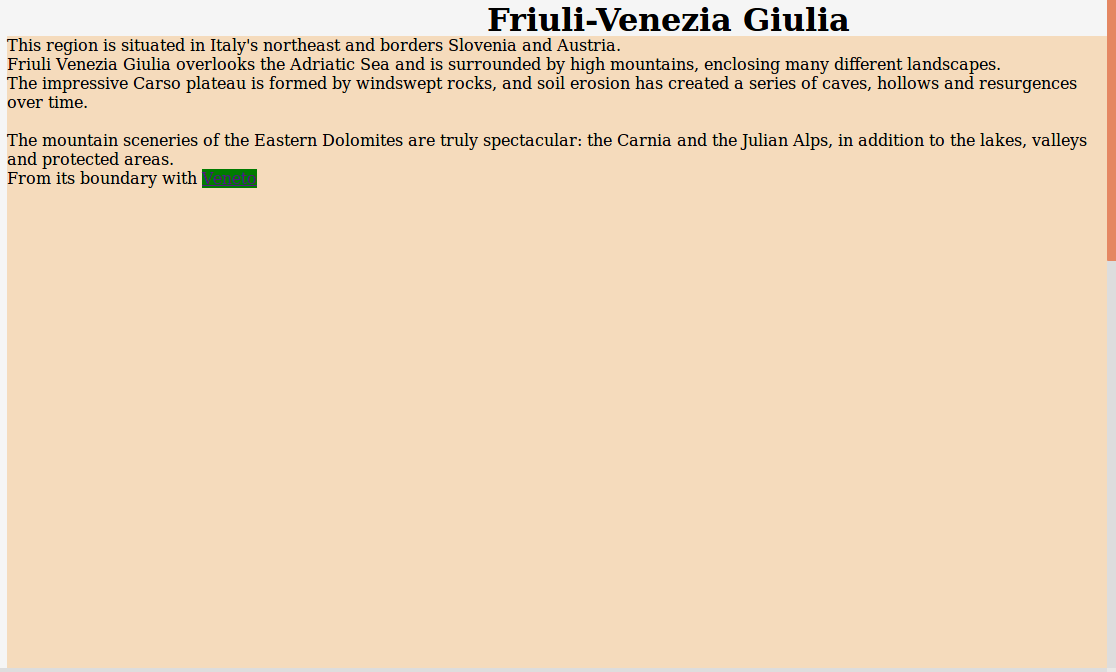 Friuli-Venezia Giulia
This region is situated in Italy's northeast and borders Slovenia and Austria.
Friuli Venezia Giulia overlooks the Adriatic Sea and is surrounded by high mountains, enclosing many different landscapes.
The impressive Carso plateau is formed by windswept rocks, and soil erosion has created a series of caves, hollows and resurgences
over time.
The mountain sceneries of the Eastern Dolomites are truly spectacular: the Carnia and the Julian Alps, in addition to the lakes, valleys
and protected areas.
From its boundary with Veneto